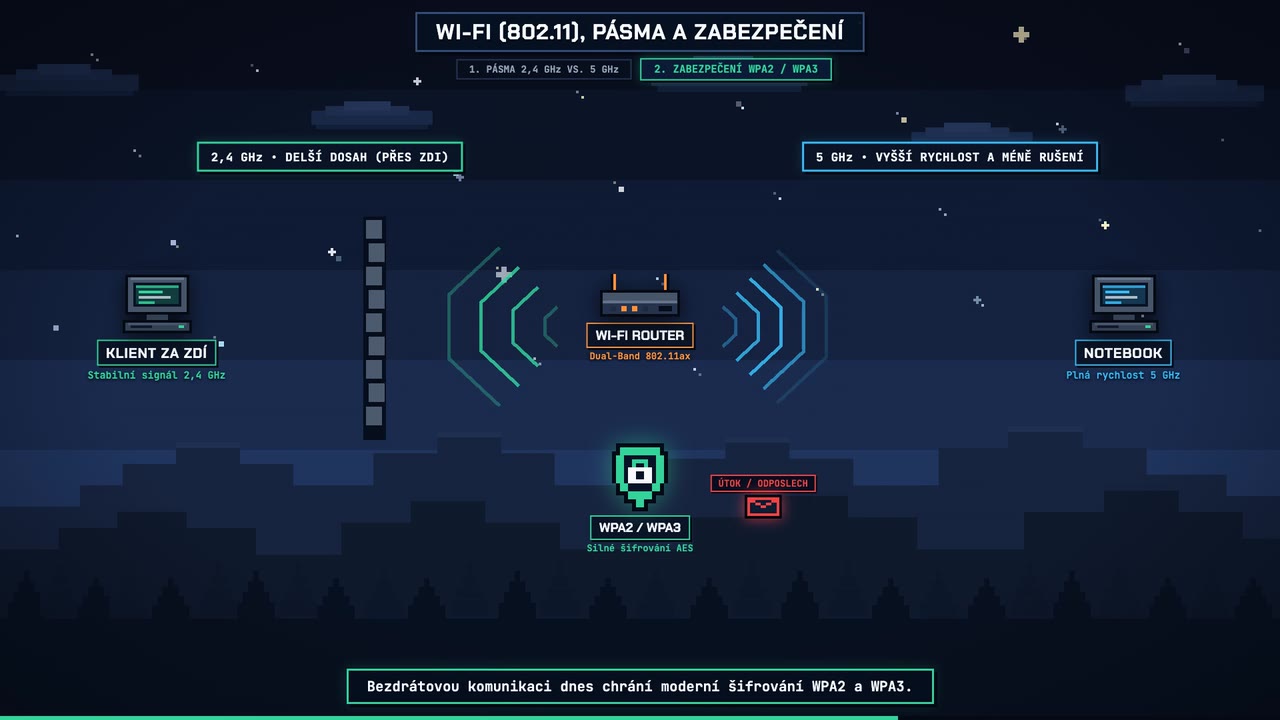 WI-FI (802.11), PÁSMA A ZABEZPEČENÍ
1. PÁSMA 2,4 GHz VS. 5 GHz
2. ZABEZPEČENÍ WPA2 / WPA3
2,4 GHz • DELŠÍ DOSAH (PŘES ZDI)
5 GHz • VYŠŠÍ RYCHLOST A MÉNĚ RUŠENÍ
KLIENT ZA ZDÍ
Stabilní signál 2,4 GHz
WI-FI ROUTER
Dual-Band 802.11ax
NOTEBOOK
Plná rychlost 5 GHz
ÚTOK / ODPOSLECH
WPA2 / WPA3
Silné šifrování AES
Bezdrátovou komunikaci dnes chrání moderní šifrování WPA2 a WPA3.